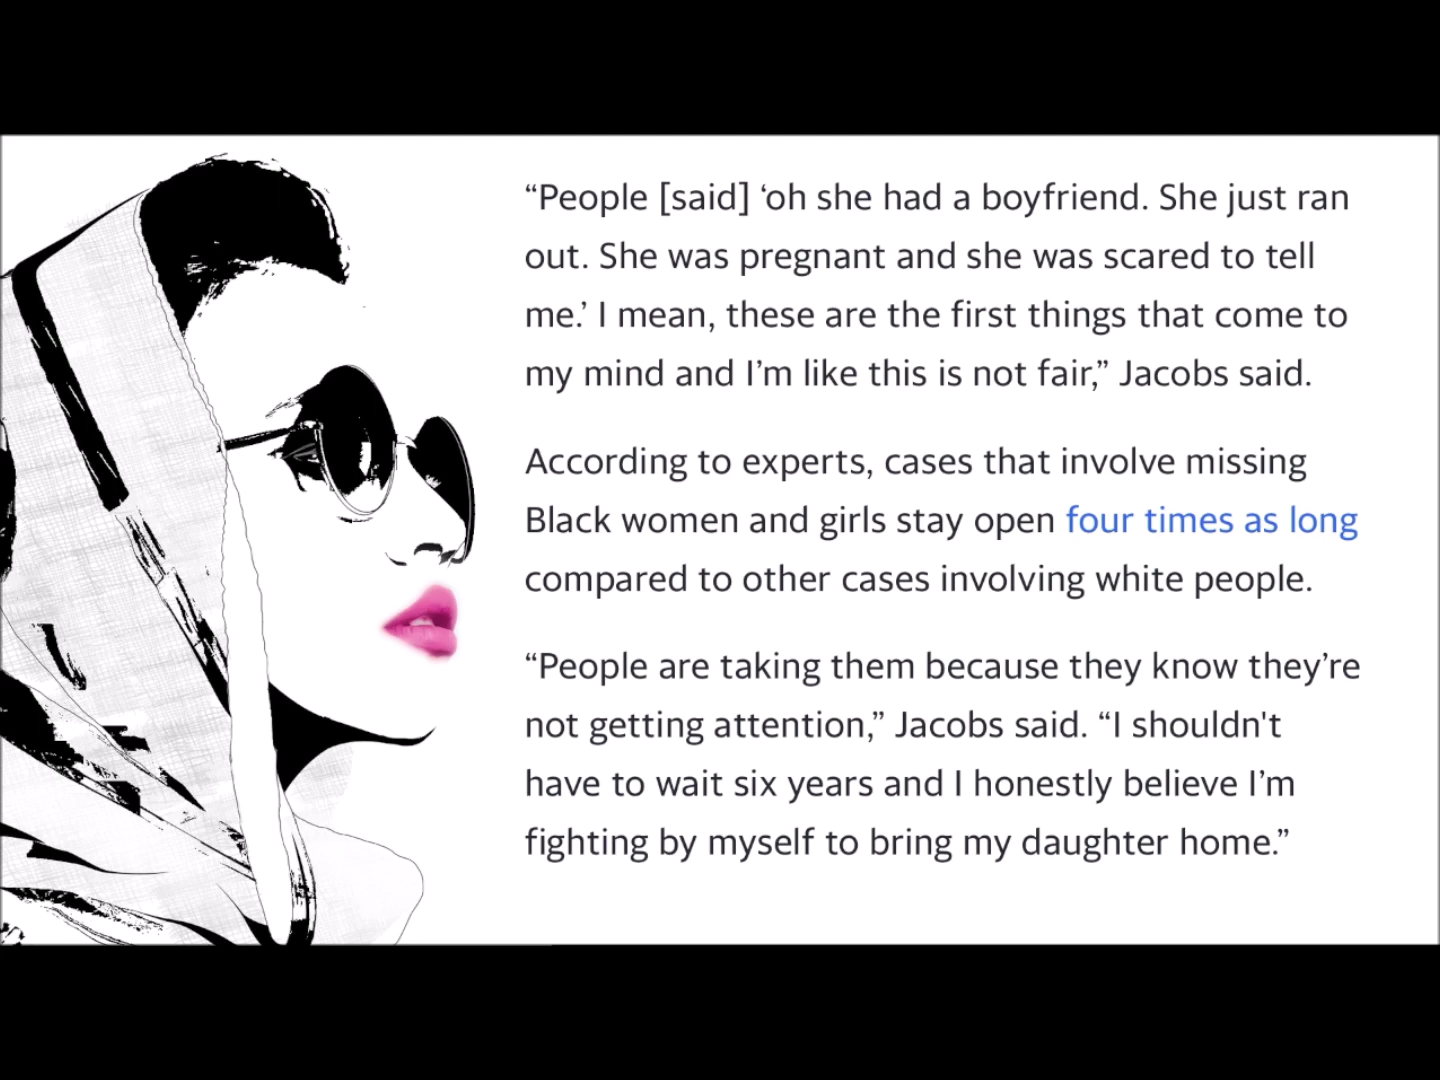 “People [said] ‘oh she had a boyfriend. She just ran
out. She was pregnant and she was scared to tell
me.’ I mean, these are the first things that come to
my mind and I’m like this is not fair,” Jacobs said.
According to experts, cases that involve missing
Black women and girls stay open four times as long
compared to other cases involving white people.
“People are taking them because they know they’re
not getting attention,” Jacobs said. “I shouldn't
have to wait six years and I honestly believe I’m
fighting by myself to bring my daughter home.”